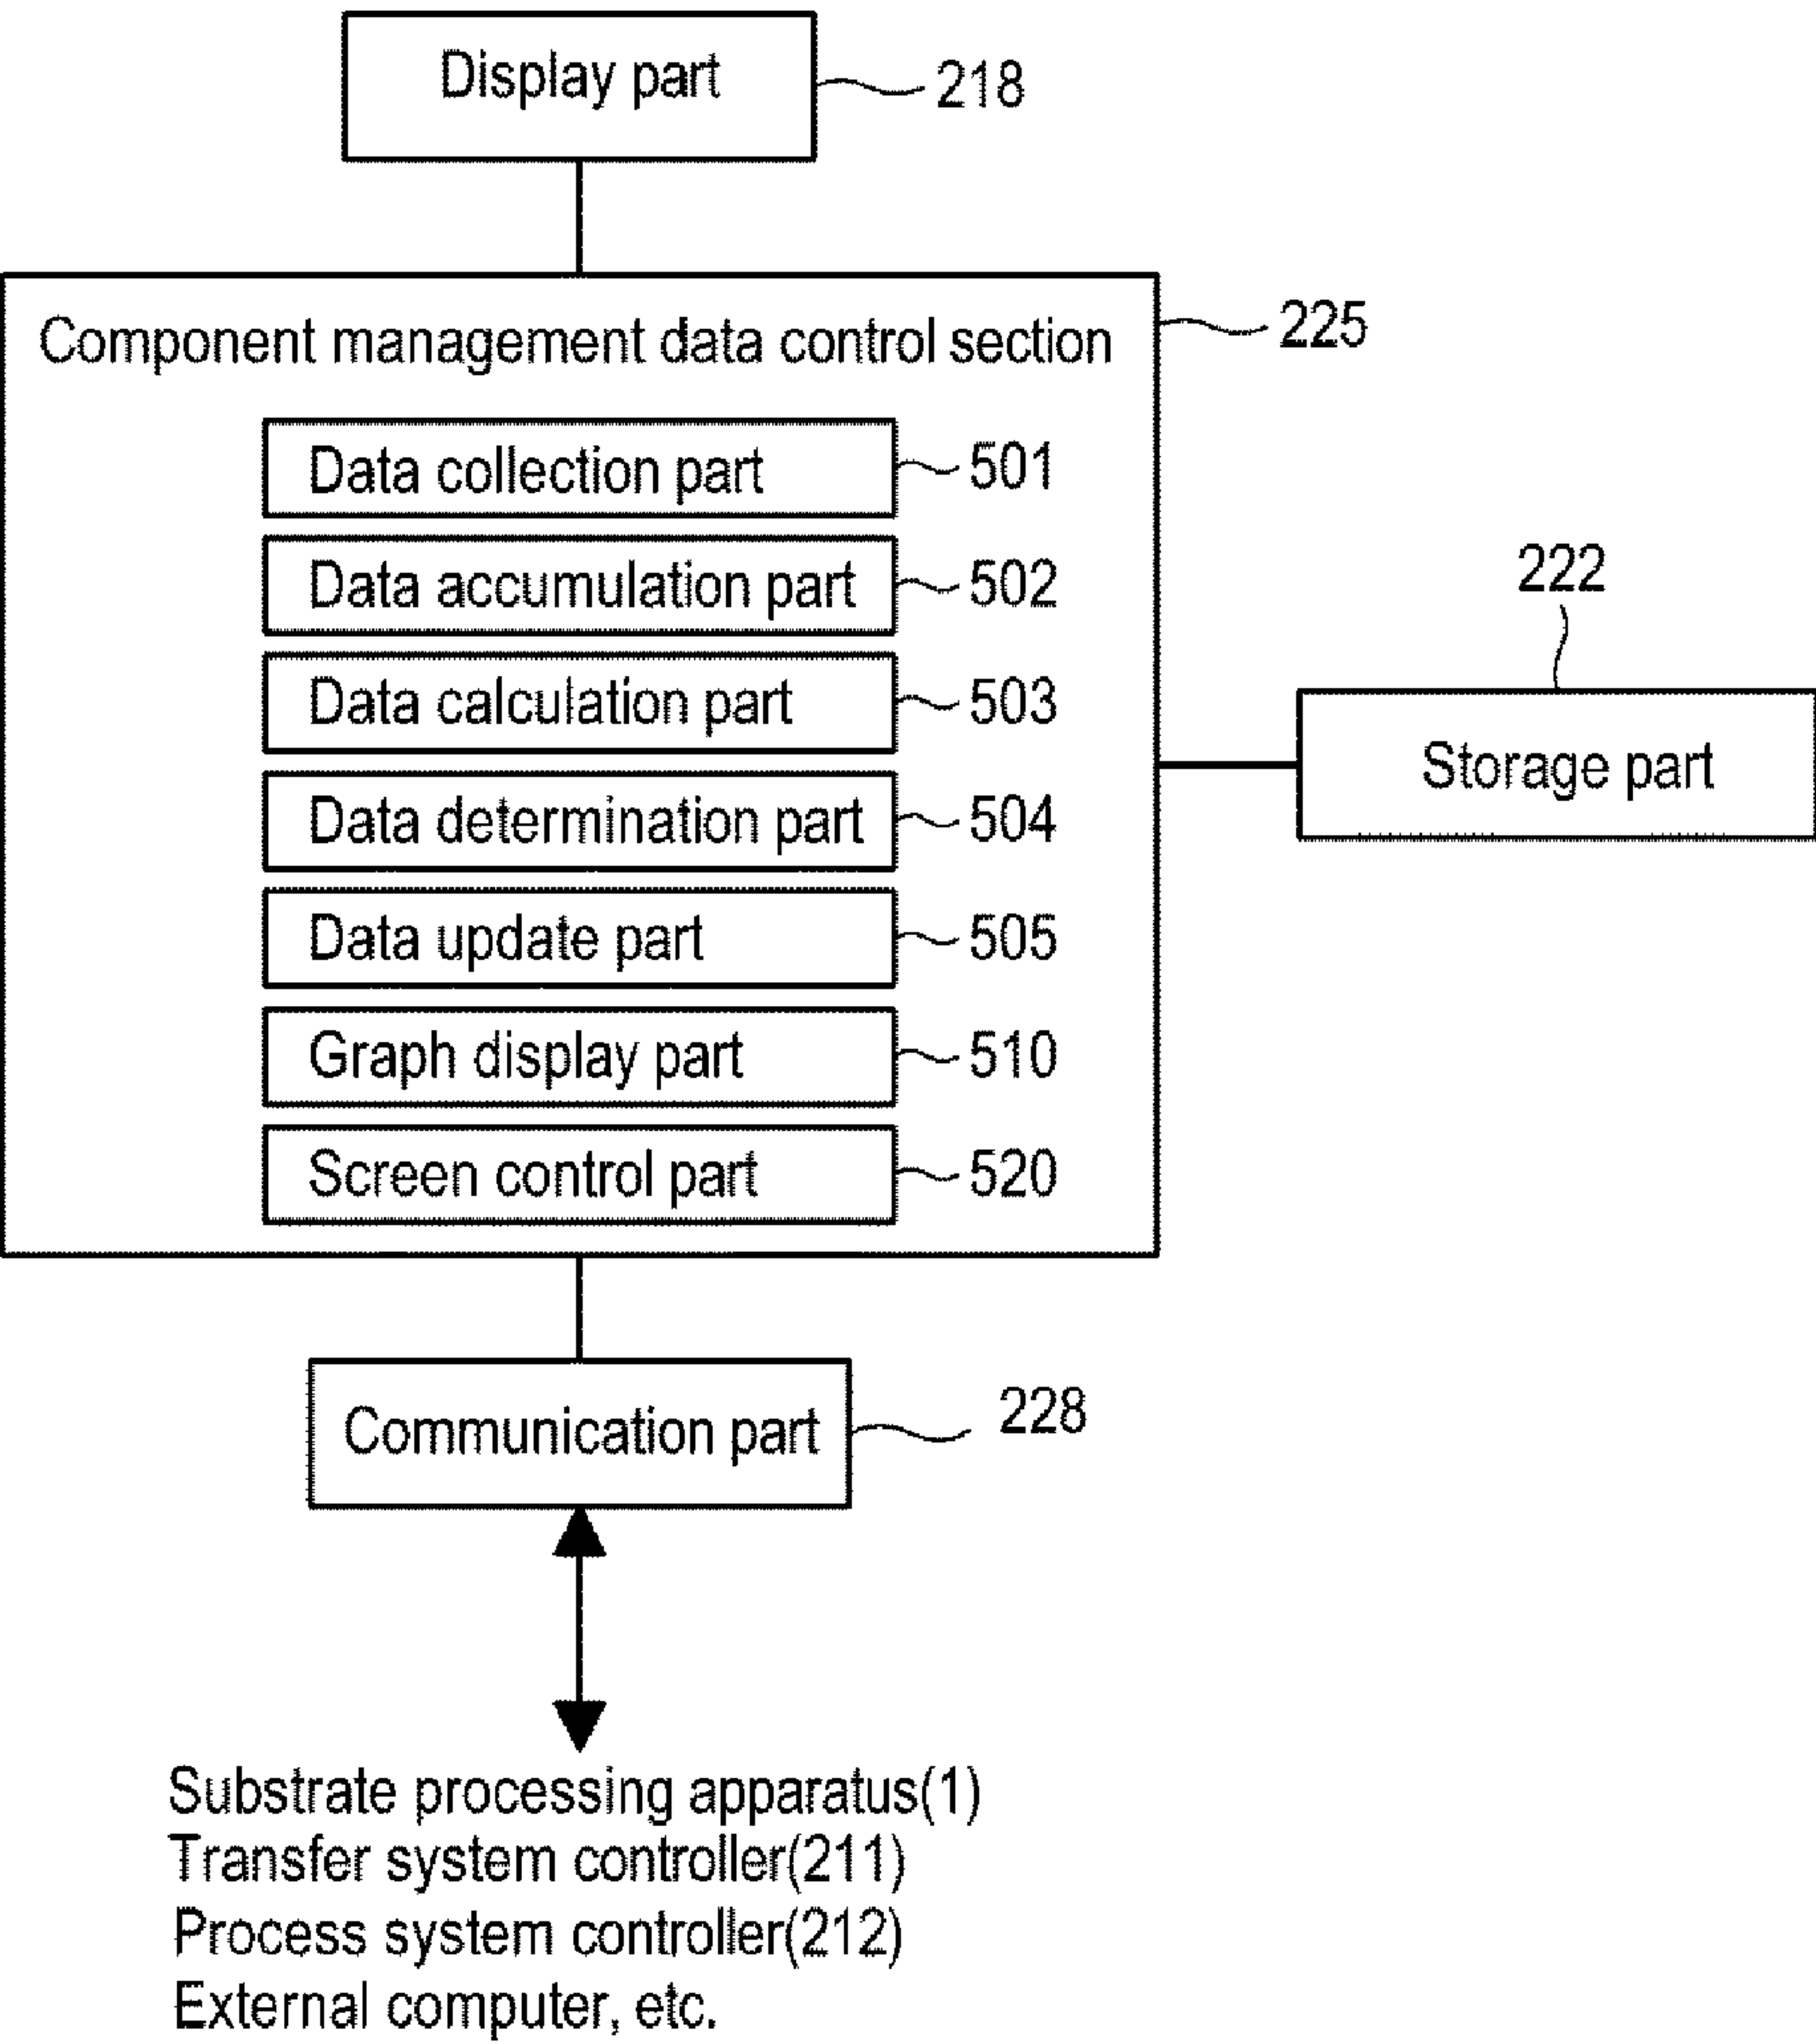 Display part
218
Component management data control section
225
Data collection part
501
Data accumulation part
502
222
Data calculation part
503
Storage part
Data determination part
504
Data update part
505
Graph display part
510
Screen control part
520
Communication part
228
Substrate processing apparatus(1)
Transfer system controller(211)
Process system controller(212)
External computer, etc.